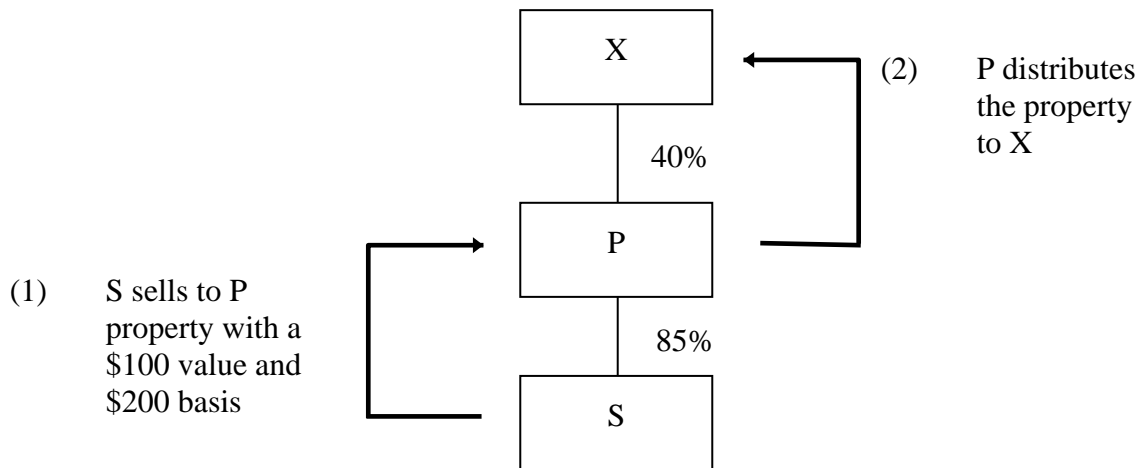 X
(2) P distributes
the property
to X
40%
P
(1) S sells to P
property with a
$100 value and
$200 basis
85%
S